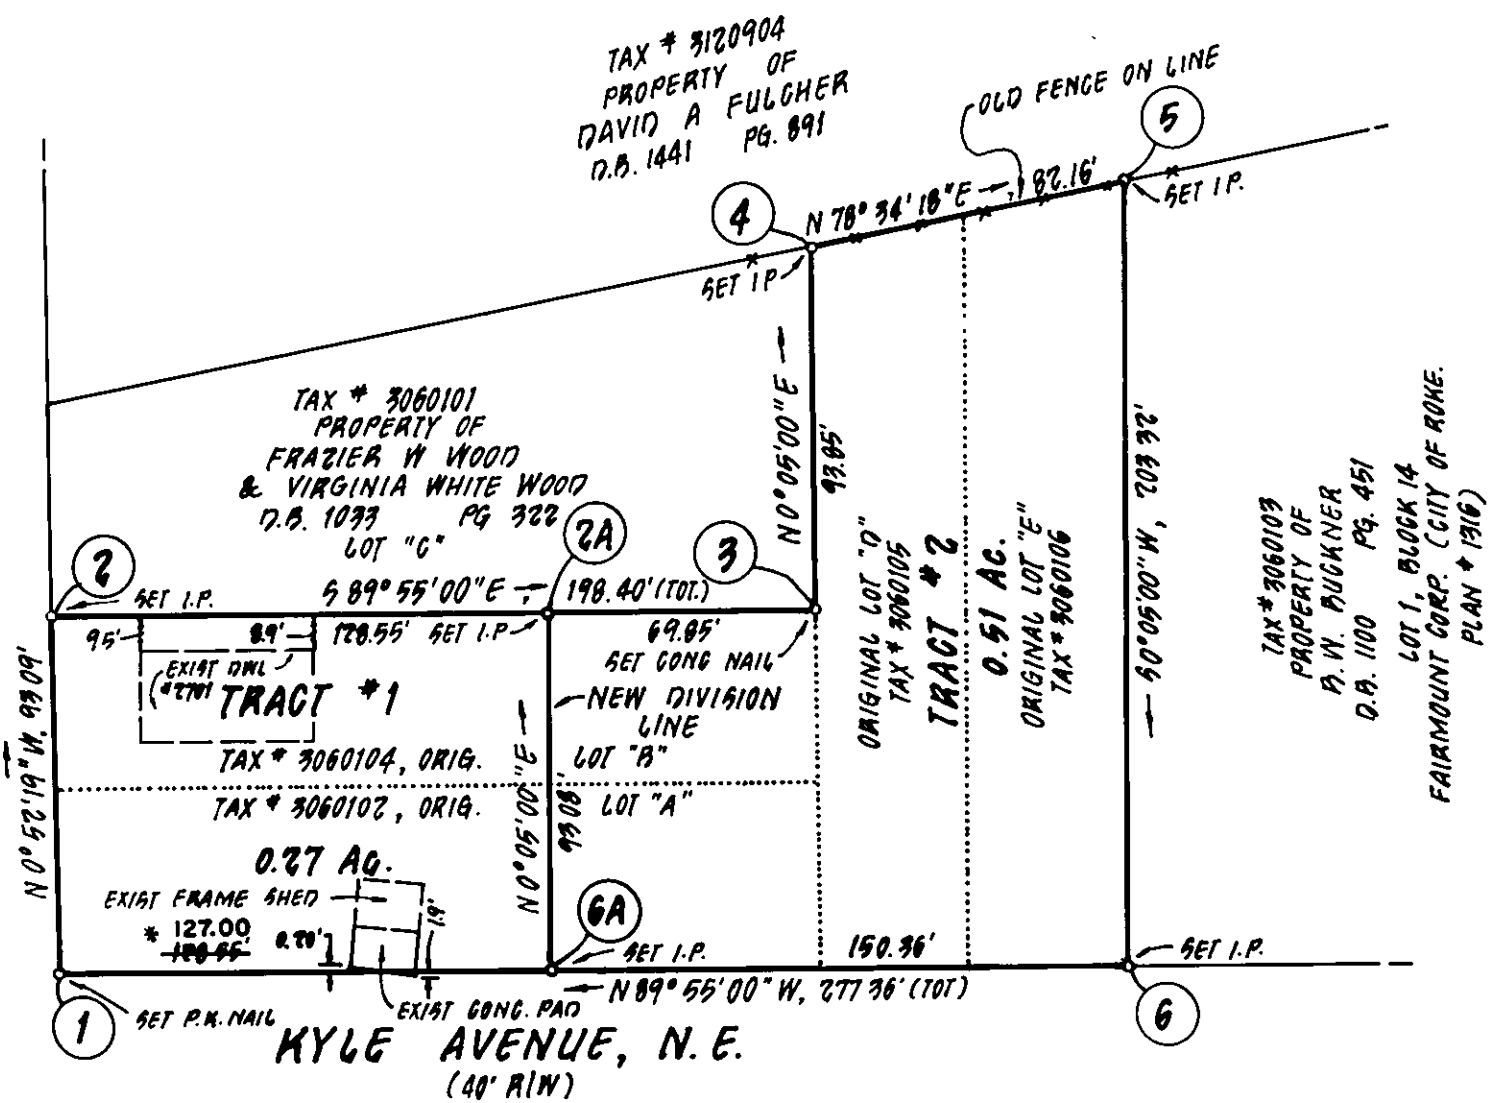 TAX # 3120904
PROPERTY OF
DAVID A FULCHER
D.B. 1441 PG. 891
OLD FENCE ON LINE
5
4
N 78° 34' 18" E
82.16'
SET I.P.
SET I P
TAX # 3060101
PROPERTY OF
FRAZIER W WOOD
& VIRGINIA WHITE WOOD
D.B. 1033 PG 322
LOT "C"
N 0° 05' 00" E
93.85'
2
2A
3
SET I.P.
S 89° 55' 00" E
198.40' (TOT.)
95'
8.9'
128.55'
SET I.P
69.85'
SET CONC NAIL
EXIST DWL
#2701
TRACT #1
NEW DIVISION
LINE
TAX # 3060104, ORIG.
LOT "B"
TAX # 3060102, ORIG.
LOT "A"
N 0° 05' 00" E
93 08'
0.27 AC.
EXIST FRAME SHED
* 127.00
128.55'
0.20'
1.9'
6A
SET I.P.
150.36'
SET I.P.
N 89° 55' 00" W, 277 36' (TOT)
1
SET P.K. NAIL
EXIST CONC. PAD
6
KYLE AVENUE, N.E.
(40' R/W)
ORIGINAL LOT "D"
TAX # 3060105
TRACT #2
0.51 AC.
ORIGINAL LOT "E"
TAX # 3060106
S 0° 05' 00" W, 203 32'
TAX # 3060103
PROPERTY OF
B. W. BUCKNER
D.B. 1100 PG. 451
LOT 1, BLOCK 14
FAIRMOUNT CORP. (CITY OF ROKE.
PLAN # 1316)